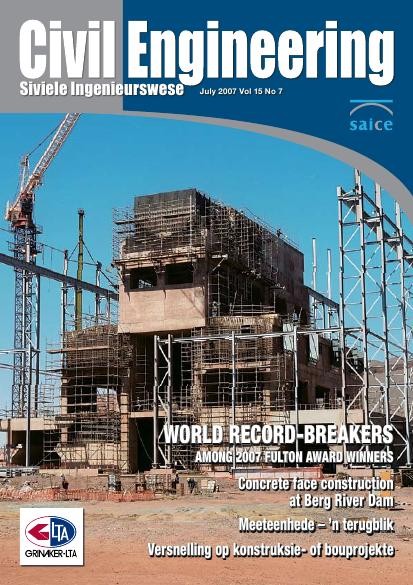 Civil Engineering
Siviele Ingenieurswese
July 2007 Vol 15 No 7
saice
WORLD RECORD-BREAKERS
AMONG 2007 FULTON AWARD WINNERS
Concrete face construction
at Berg River Dam
Meeteenhede – 'n terugblik
Versnelling op konstruksie- of bouprojekte
LTA
GRINAKER-LTA